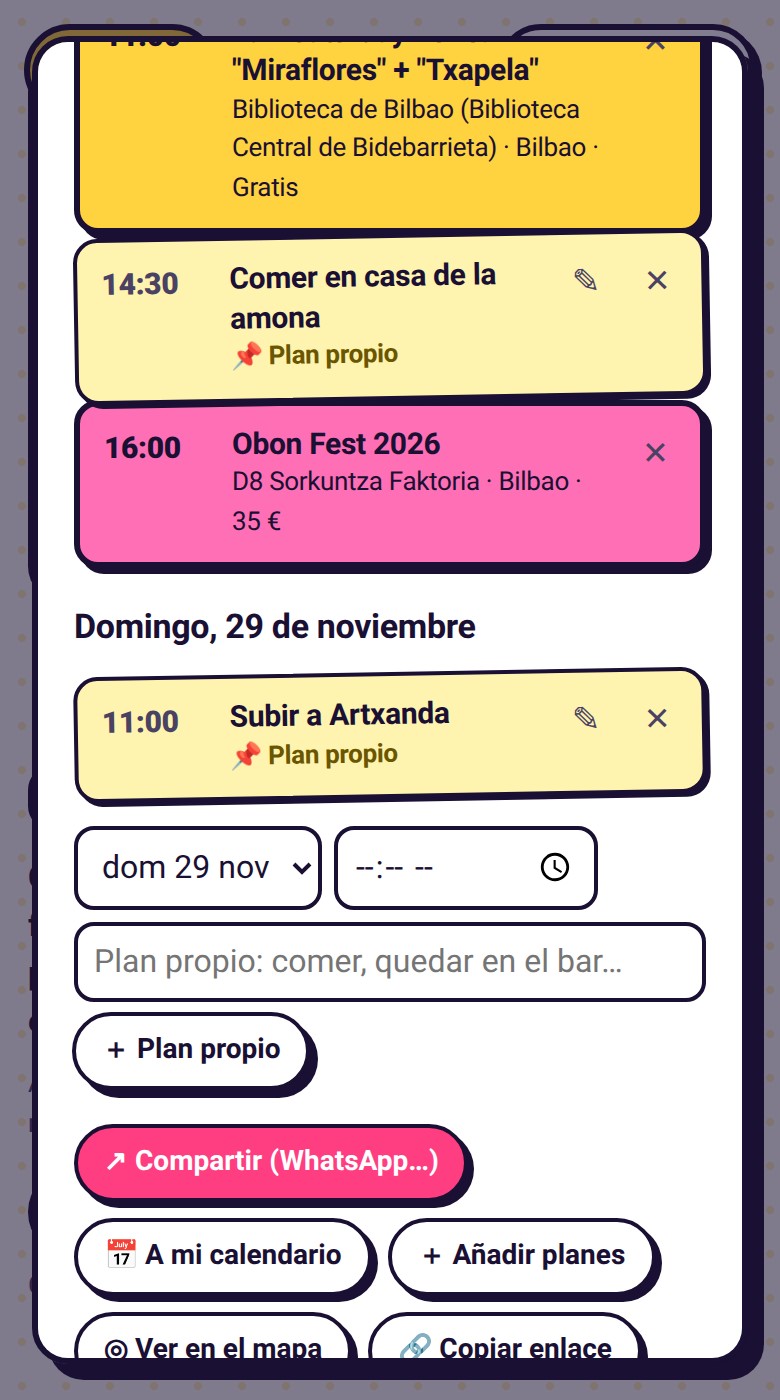 "Miraflores" + "Txapela"
Biblioteca de Bilbao (Biblioteca
Central de Bidebarrieta) · Bilbao ·
Gratis
14:30
Comer en casa de la
amona
📌 Plan propio
16:00
Obon Fest 2026
D8 Sorkuntza Faktoria · Bilbao ·
35 €
Domingo, 29 de noviembre
11:00
Subir a Artxanda
📌 Plan propio
dom 29 nov
--:-- --
Plan propio: comer, quedar en el bar…
+ Plan propio
↗ Compartir (WhatsApp…)
📅 A mi calendario
+ Añadir planes
◎ Ver en el mapa
🔗 Copiar enlace